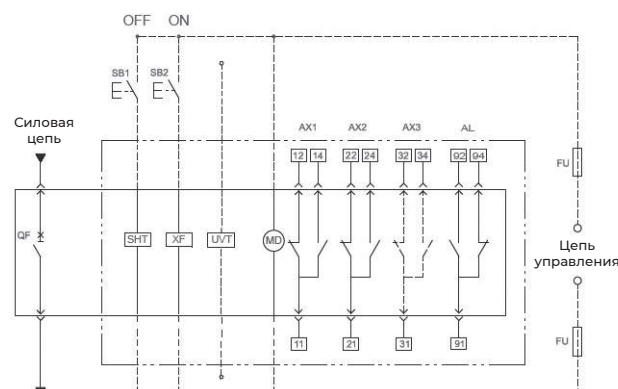 OFF ON
SB1 SB2
Силовая
цепь
AX1 AX2 AX3 AL
12 14 22 24 32 34 92 94
FU
QF
SHT XF UVT MD
Цепь
управления
11 21 31 91
FU